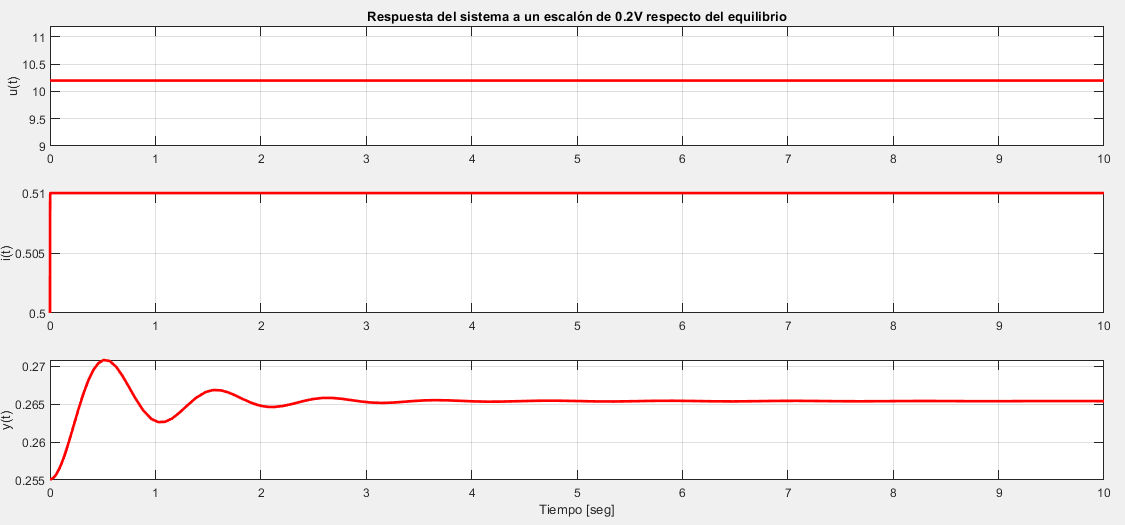 Respuesta del sistema a un escalón de 0.2V respecto del equilibrio
u(t)
11
10.5
10
9.5
9
0 1 2 3 4 5 6 7 8 9 10
i(t)
0.51
0.505
0.5
0 1 2 3 4 5 6 7 8 9 10
y(t)
0.27
0.265
0.26
0.255
0 1 2 3 4 5 6 7 8 9 10
Tiempo [seg]